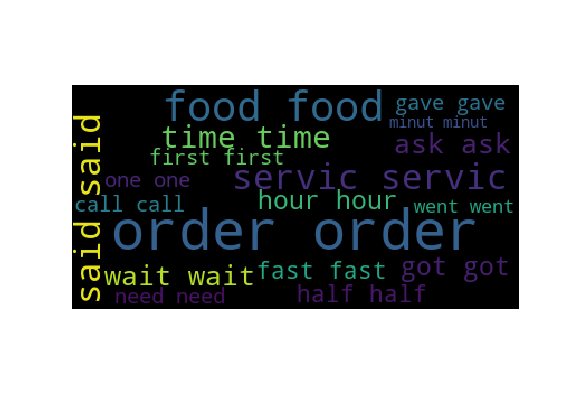 food food
gave gave
minut minut
time time
ask ask
first first
servic servic
one one
hour hour
call call
went went
order order
said said
wait wait
fast fast
got got
need need
half half